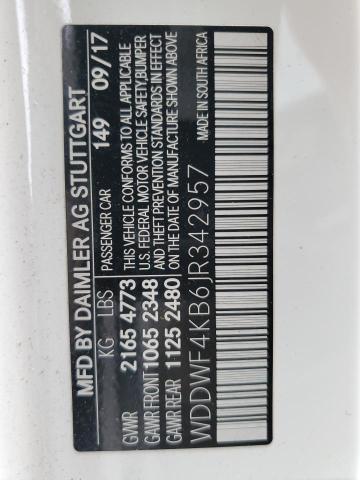 MFD BY DAIMLER AG STUTTGART
KG LBS PASSENGER CAR 149 09/17
GVWR 2165 4773 THIS VEHICLE CONFORMS TO ALL APPLICABLE
U.S. FEDERAL MOTOR VEHICLE SAFETY,BUMPER
GAWR FRONT 1065 2348 AND THEFT PREVENTION STANDARDS IN EFFECT
GAWR REAR 1125 2480 ON THE DATE OF MANUFACTURE SHOWN ABOVE
WDDWF4KB6JR342957
MADE IN SOUTH AFRICA